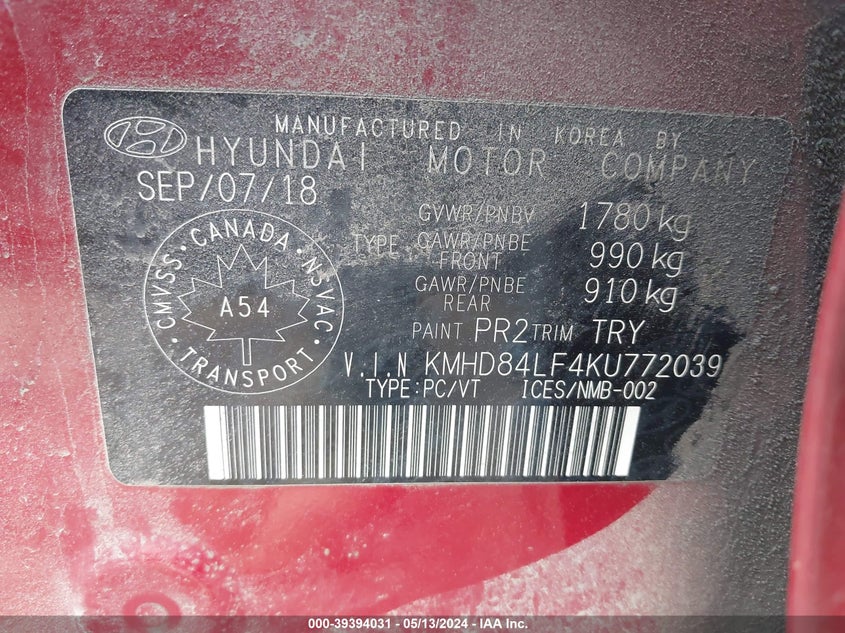 MANUFACTURED IN KOREA BY
HYUNDAI MOTOR COMPANY
SEP/07/18
GVWR/PNBV 1780 kg
TYPE GAWR/PNBE FRONT 990 kg
GAWR/PNBE REAR 910 kg
CMVSS · CANADA · NSVAC · TRANSPORT ·
A54
PAINT PR2 TRIM TRY
V.I.N KMHD84LF4KU772039
TYPE:PC/VT ICES/NMB-002
000-39394031 - 05/13/2024 - IAA Inc.